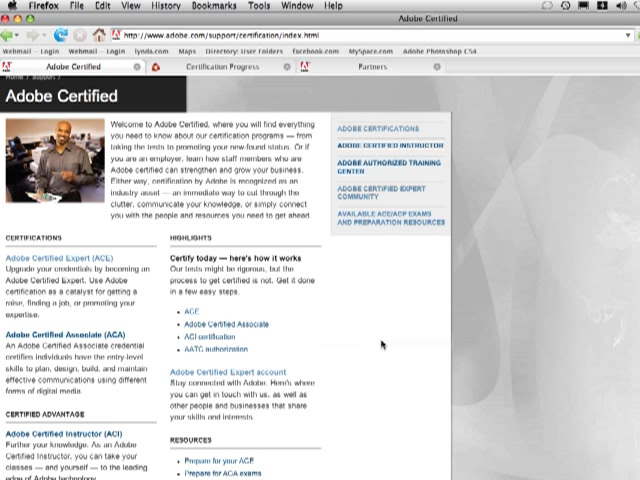 Firefox File Edit View History Bookmarks Tools Window Help
Adobe Certified
http://www.adobe.com/support/certification/index.html
Webmail - Login Webmail - Login lynda.com Maps Directory: User Folders facebook.com MySpace.com Adobe Photoshop CS4
Adobe Certified Certification Progress Partners
Home / Support /
Adobe Certified
Welcome to Adobe Certified, where you will find everything
you need to know about our certification programs — from
taking the tests to promoting your new-found status. Or if
you are an employer, learn how staff members who are
Adobe certified can strengthen and grow your business.
Either way, certification by Adobe is recognized as an
industry asset — an immediate way to cut through the
clutter, communicate your knowledge, or simply connect
you with the people and resources you need to get ahead.
ADOBE CERTIFICATIONS
ADOBE CERTIFIED INSTRUCTOR
ADOBE AUTHORIZED TRAINING
CENTER
ADOBE CERTIFIED EXPERT
COMMUNITY
AVAILABLE ACE/ACP EXAMS
AND PREPARATION RESOURCES
CERTIFICATIONS
Adobe Certified Expert (ACE)
Upgrade your credentials by becoming an
Adobe Certified Expert. Use Adobe
certification as a catalyst for getting a
raise, finding a job, or promoting your
expertise.
Adobe Certified Associate (ACA)
An Adobe Certified Associate credential
certifies individuals have the entry-level
skills to plan, design, build, and maintain
effective communications using different
forms of digital media.
CERTIFIED ADVANTAGE
Adobe Certified Instructor (ACI)
Further your knowledge. As an Adobe
Certified Instructor, you can take your
classes — and yourself — to the leading
edge of Adobe technology.
HIGHLIGHTS
Certify today — here's how it works
Our tests might be rigorous, but the
process to get certified is not. Get it done
in a few easy steps.
• ACE
• Adobe Certified Associate
• ACI certification
• AATC authorization
Adobe Certified Expert account
Stay connected with Adobe. Here's where
you can get in touch with us, as well as
other people and businesses that share
your skills and interests.
RESOURCES
• Prepare for your ACE
• Prepare for ACA exams